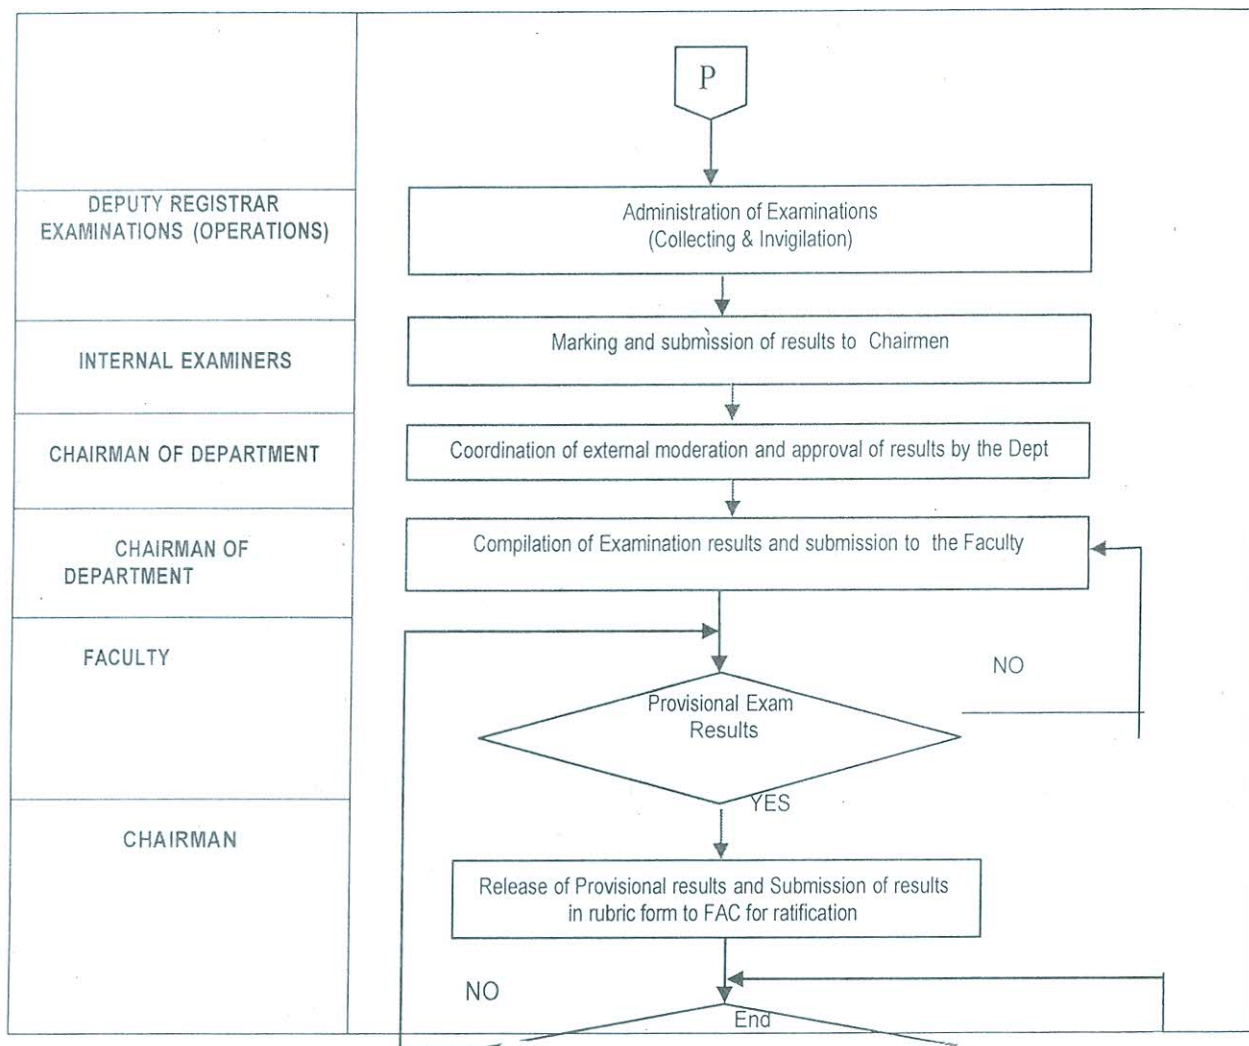 P
DEPUTY REGISTRAR
EXAMINATIONS (OPERATIONS)
Administration of Examinations
(Collecting & Invigilation)
INTERNAL EXAMINERS
Marking and submission of results to Chairmen
CHAIRMAN OF DEPARTMENT
Coordination of external moderation and approval of results by the Dept
CHAIRMAN OF
DEPARTMENT
Compilation of Examination results and submission to the Faculty
FACULTY
NO
Provisional Exam
Results
YES
CHAIRMAN
Release of Provisional results and Submission of results
in rubric form to FAC for ratification
NO
End